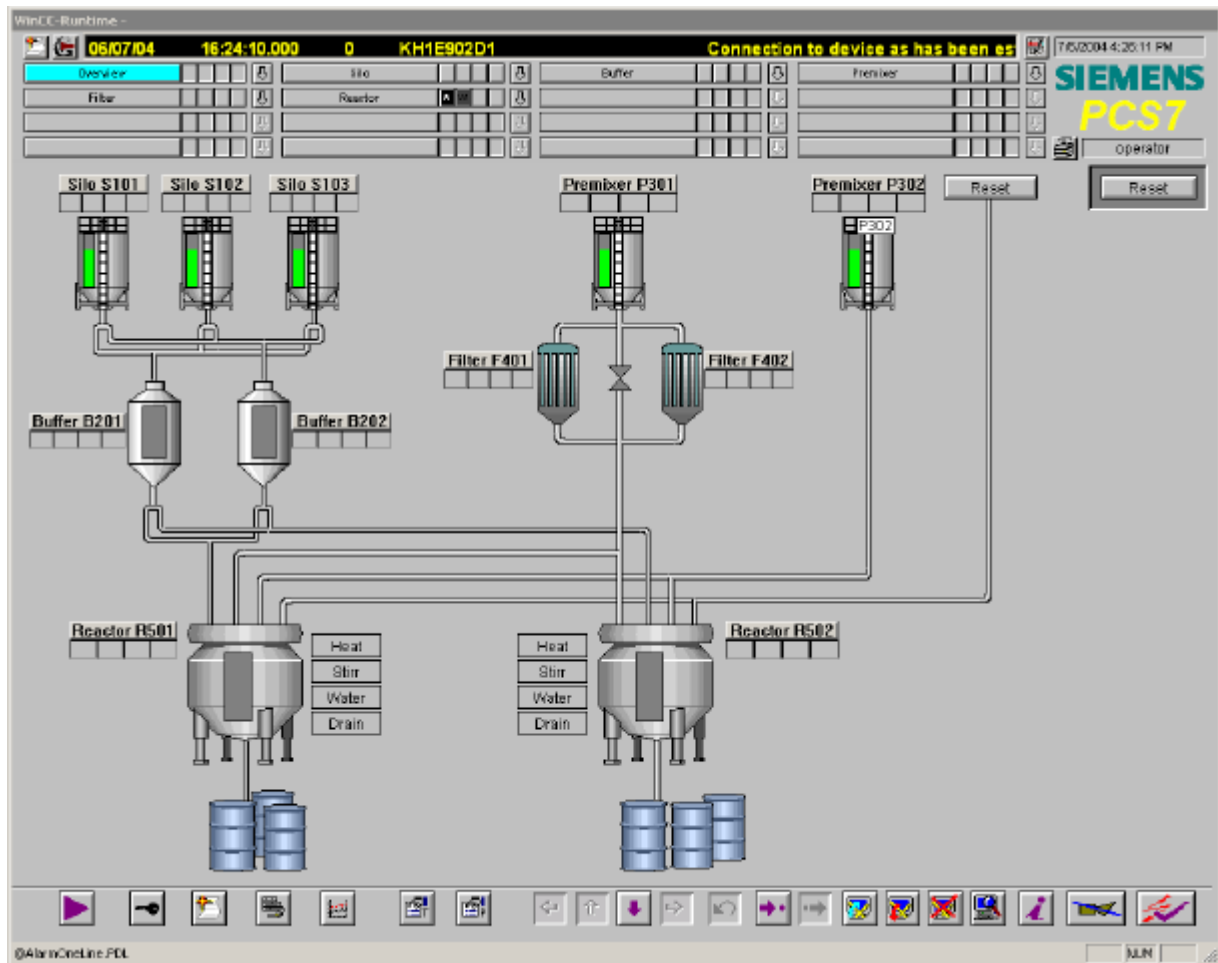 WinCC-Runtime -
06/07/04 16:24:10.000 0 KH1E902D1 Connection to device as has been es
7/6/2004 4:26:11 PM
Overview Silo Buffer Premixer
SIEMENS
Filter Reactor A
PCS7
operator
Silo S101 Silo S102 Silo S103 Premixer P301 Premixer P302 Reset Reset
P302
Filter F401 Filter F402
Buffer B201 Buffer B202
Reactor R501 Reactor R502
Heat Heat
Stirr Stirr
Water Water
Drain Drain
@AlarmOneLine.PDL NUM